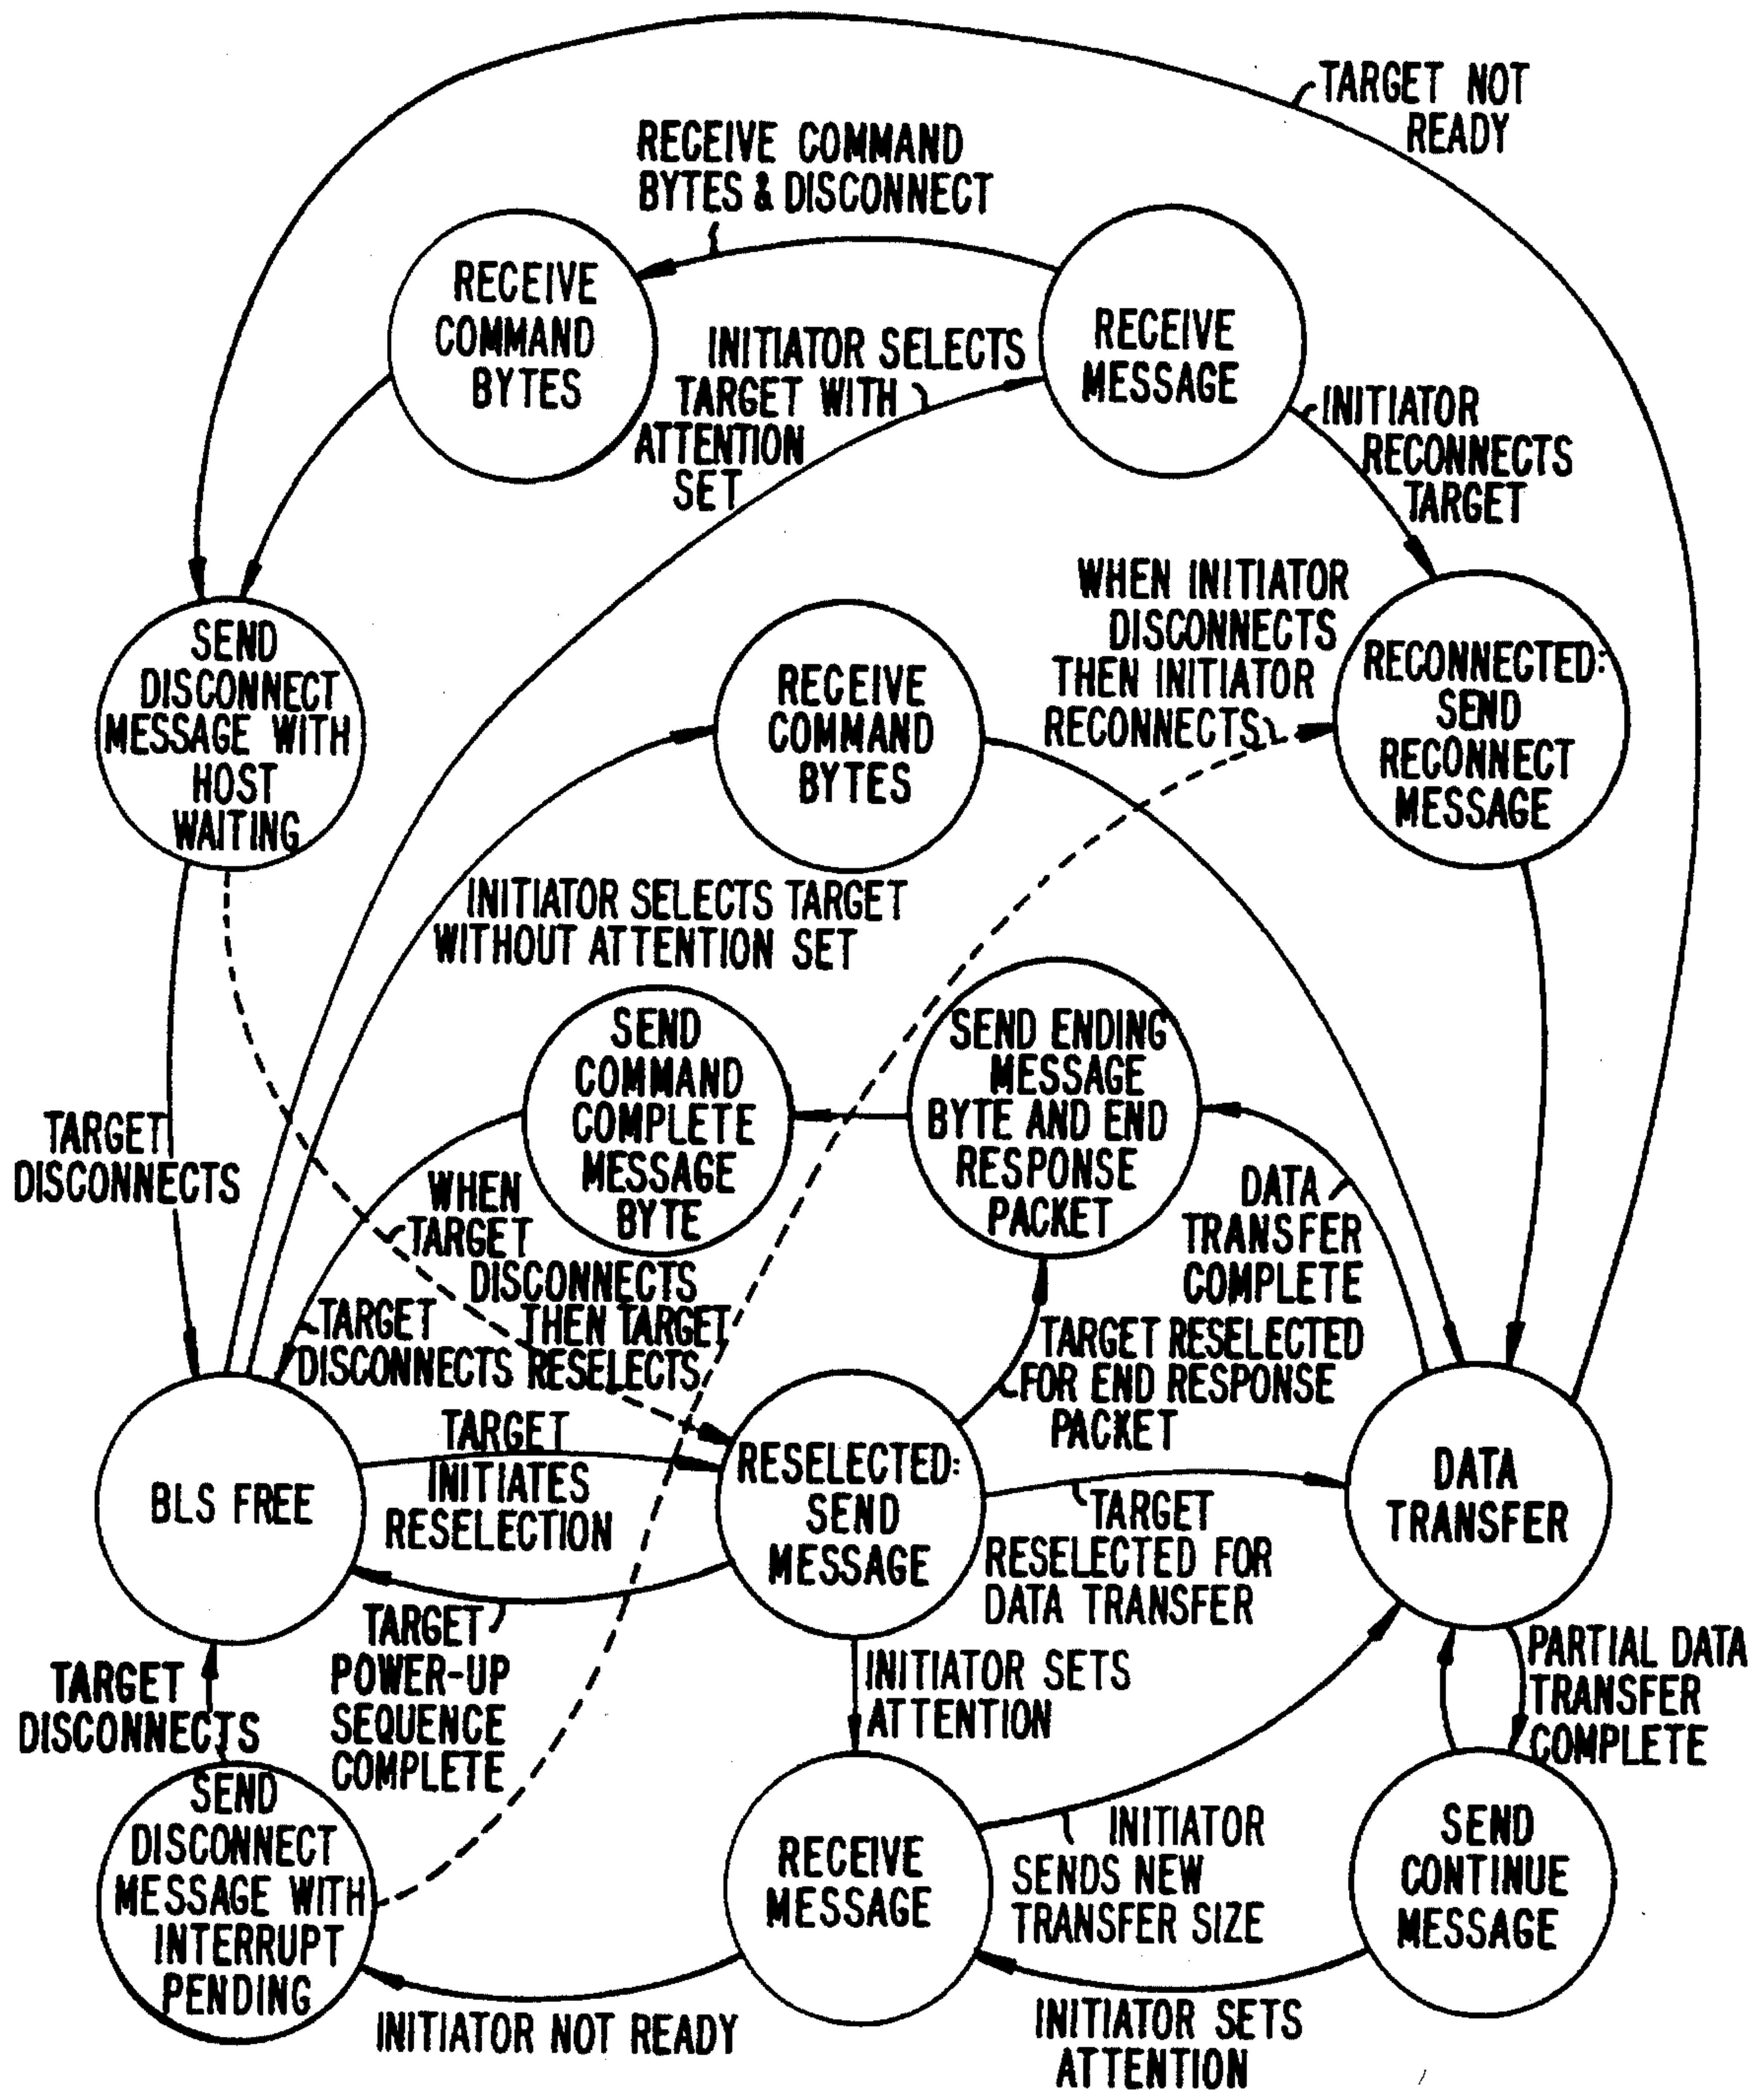 TARGET NOT
READY
RECEIVE COMMAND
BYTES & DISCONNECT
RECEIVE
COMMAND
BYTES
INITIATOR SELECTS
TARGET WITH
ATTENTION
SET
RECEIVE
MESSAGE
INITIATOR
RECONNECTS
TARGET
SEND
DISCONNECT
MESSAGE WITH
HOST
WAITING
RECEIVE
COMMAND
BYTES
WHEN INITIATOR
DISCONNECTS
THEN INITIATOR
RECONNECTS
RECONNECTED:
SEND
RECONNECT
MESSAGE
INITIATOR SELECTS TARGET
WITHOUT ATTENTION SET
SEND
COMMAND
COMPLETE
MESSAGE
BYTE
SEND ENDING
MESSAGE
BYTE AND END
RESPONSE
PACKET
TARGET
DISCONNECTS
WHEN
TARGET
DISCONNECTS
THEN TARGET
RESELECTS
TARGET
DISCONNECTS
DATA
TRANSFER
COMPLETE
TARGET RESELECTED
FOR END RESPONSE
PACKET
BLS FREE
TARGET
INITIATES
RESELECTION
RESELECTED:
SEND
MESSAGE
TARGET
RESELECTED FOR
DATA TRANSFER
DATA
TRANSFER
TARGET
DISCONNECTS
TARGET
POWER-UP
SEQUENCE
COMPLETE
INITIATOR SETS
ATTENTION
PARTIAL DATA
TRANSFER
COMPLETE
SEND
DISCONNECT
MESSAGE WITH
INTERRUPT
PENDING
RECEIVE
MESSAGE
INITIATOR
SENDS NEW
TRANSFER SIZE
SEND
CONTINUE
MESSAGE
INITIATOR NOT READY
INITIATOR SETS
ATTENTION